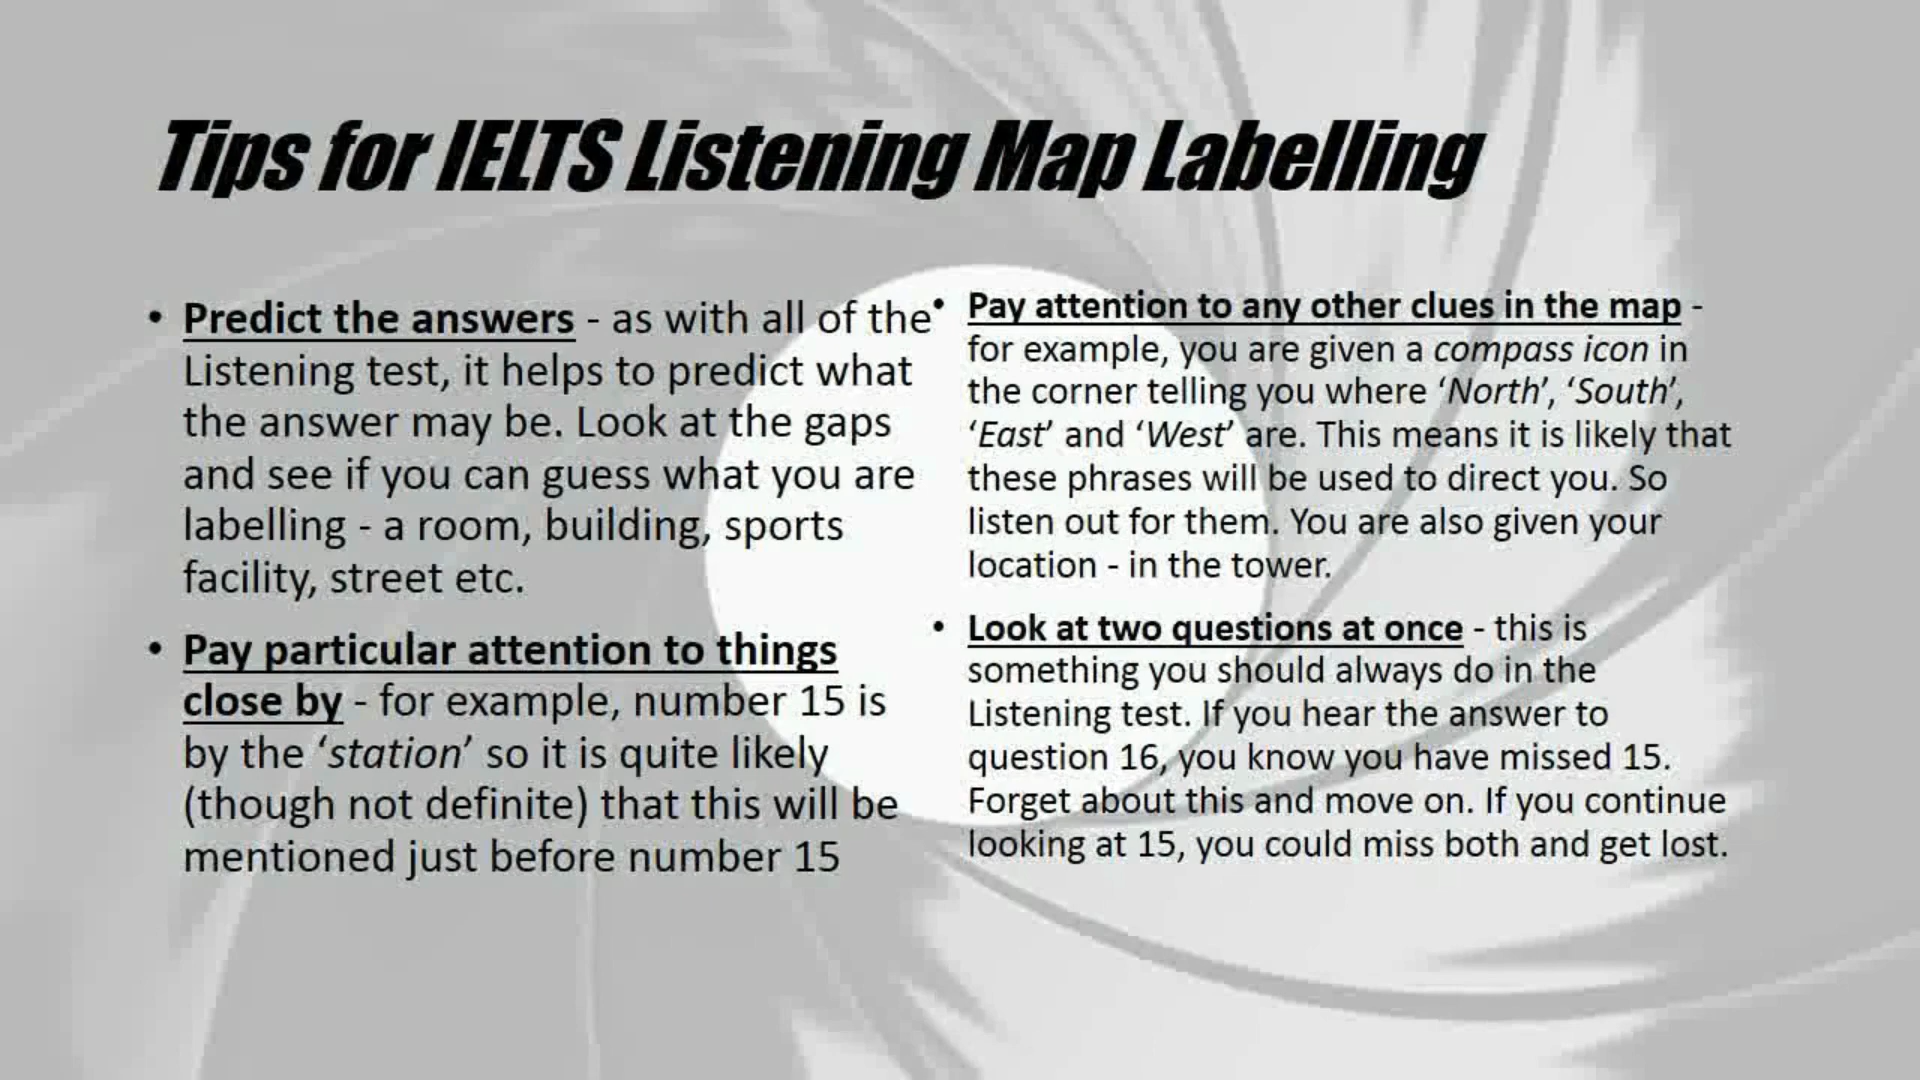 Tips for IELTS Listening Map Labelling
• Predict the answers - as with all of the
Listening test, it helps to predict what
the answer may be. Look at the gaps
and see if you can guess what you are
labelling - a room, building, sports
facility, street etc.
• Pay particular attention to things
close by - for example, number 15 is
by the ‘station’ so it is quite likely
(though not definite) that this will be
mentioned just before number 15
• Pay attention to any other clues in the map -
for example, you are given a compass icon in
the corner telling you where ‘North’, ‘South’,
‘East’ and ‘West’ are. This means it is likely that
these phrases will be used to direct you. So
listen out for them. You are also given your
location - in the tower.
• Look at two questions at once - this is
something you should always do in the
Listening test. If you hear the answer to
question 16, you know you have missed 15.
Forget about this and move on. If you continue
looking at 15, you could miss both and get lost.